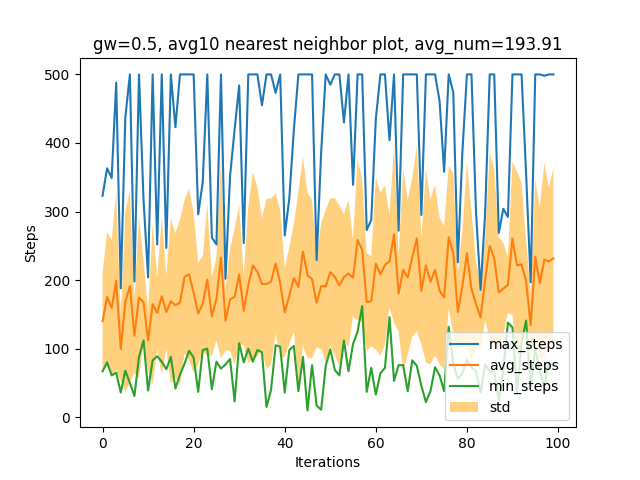 gw=0.5, avg10 nearest neighbor plot, avg_num=193.91
500
400
300
200
100
0
Steps
0 20 40 60 80 100
Iterations
max_steps
avg_steps
min_steps
std